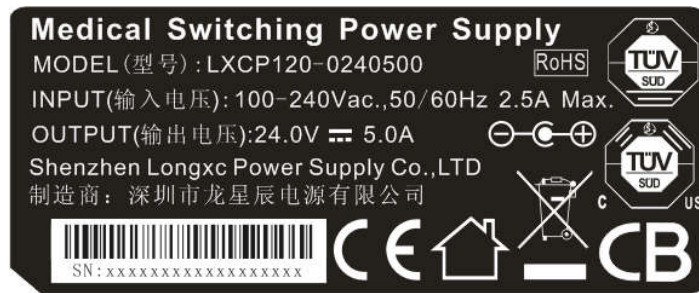 Medical Switching Power Supply
MODEL(型号):LXCP120-0240500
RoHS
TÜV
SÜD
INPUT(输入电压):100-240Vac.,50/60Hz 2.5A Max.
OUTPUT(输出电压):24.0V 5.0A
Shenzhen Longxc Power Supply Co.,LTD
制造商：深圳市龙星辰电源有限公司
TÜV
SÜD
C US
SN:xxxxxxxxxxxxxxxxxx
CE
CB